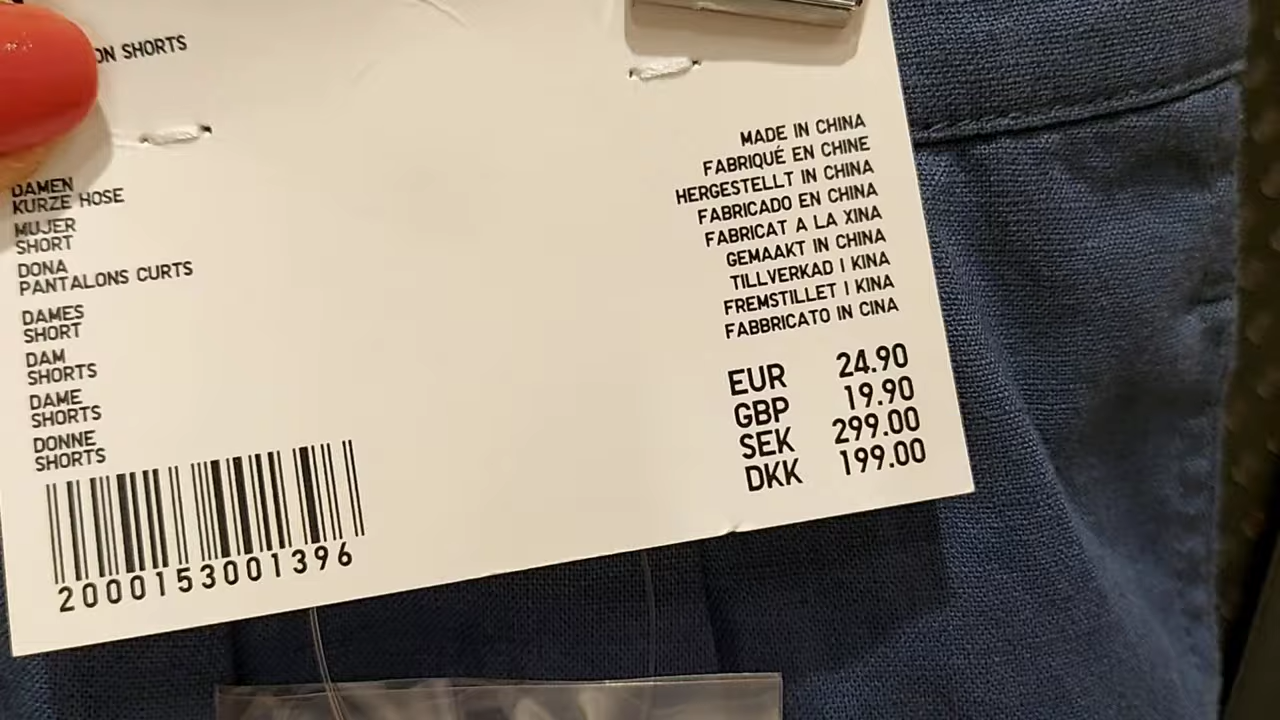 SHORTS
DAMEN
KURZE HOSE
MUJER
SHORT
DONA
PANTALONS CURTS
DAMES
SHORT
DAM
SHORTS
DAME
SHORTS
DONNE
SHORTS
2000153001396
MADE IN CHINA
FABRIQUÉ EN CHINE
HERGESTELLT IN CHINA
FABRICADO EN CHINA
FABRICAT A LA XINA
GEMAAKT IN CHINA
TILLVERKAD I KINA
FREMSTILLET I KINA
FABBRICATO IN CINA
EUR 24.90
GBP 19.90
SEK 299.00
DKK 199.00